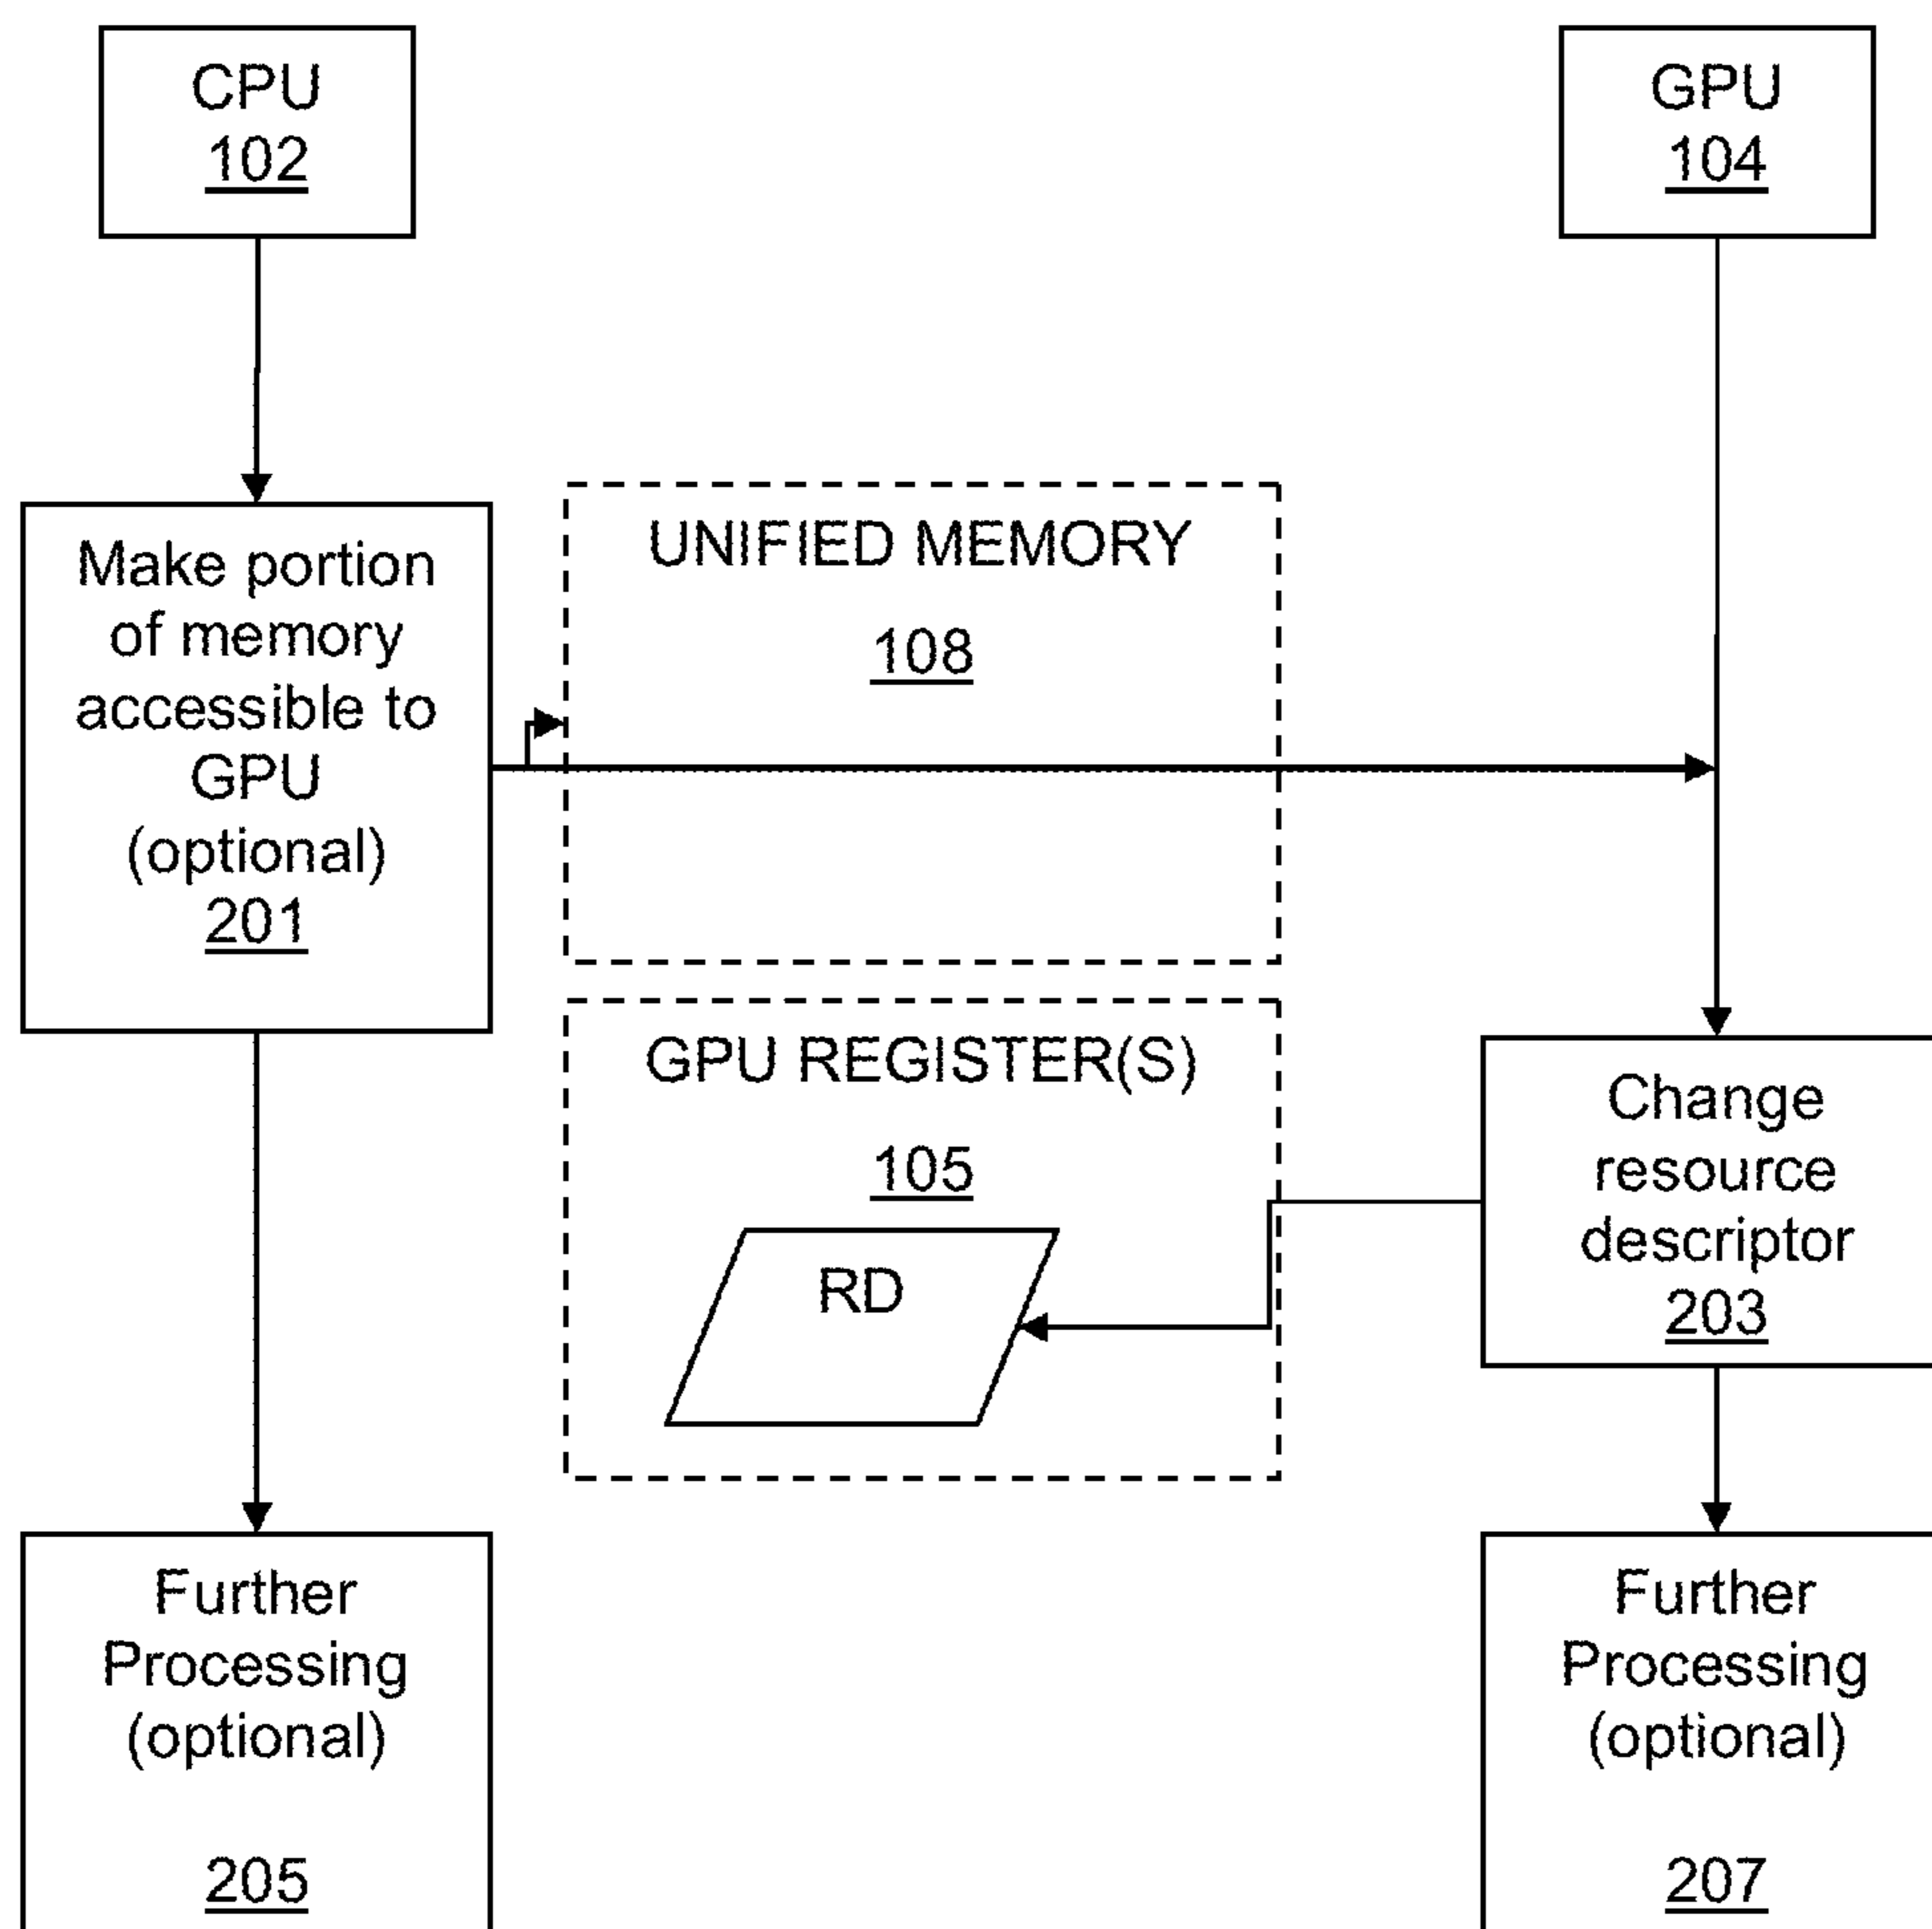 CPU
102
GPU
104
Make portion
of memory
accessible to
GPU
(optional)
201
UNIFIED MEMORY
108
GPU REGISTER(S)
105
RD
Change
resource
descriptor
203
Further
Processing
(optional)
205
Further
Processing
(optional)
207